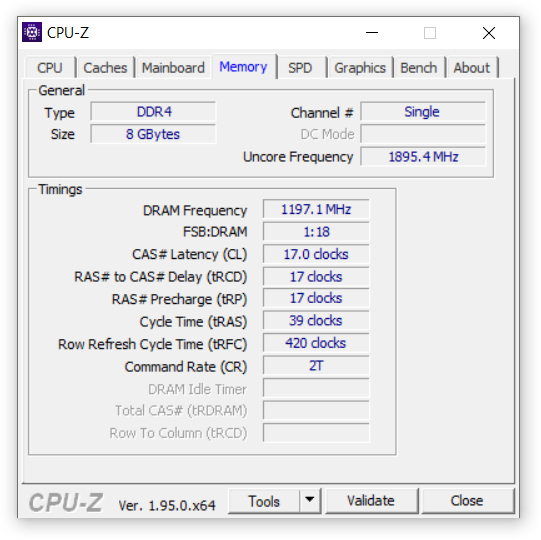 CPU-Z
CPU Caches Mainboard Memory SPD Graphics Bench About
General
Type DDR4 Channel # Single
Size 8 GBytes DC Mode
Uncore Frequency 1895.4 MHz
Timings
DRAM Frequency 1197.1 MHz
FSB:DRAM 1:18
CAS# Latency (CL) 17.0 clocks
RAS# to CAS# Delay (tRCD) 17 clocks
RAS# Precharge (tRP) 17 clocks
Cycle Time (tRAS) 39 clocks
Row Refresh Cycle Time (tRFC) 420 clocks
Command Rate (CR) 2T
DRAM Idle Timer
Total CAS# (tRDRAM)
Row To Column (tRCD)
CPU-Z Ver. 1.95.0.x64 Tools Validate Close